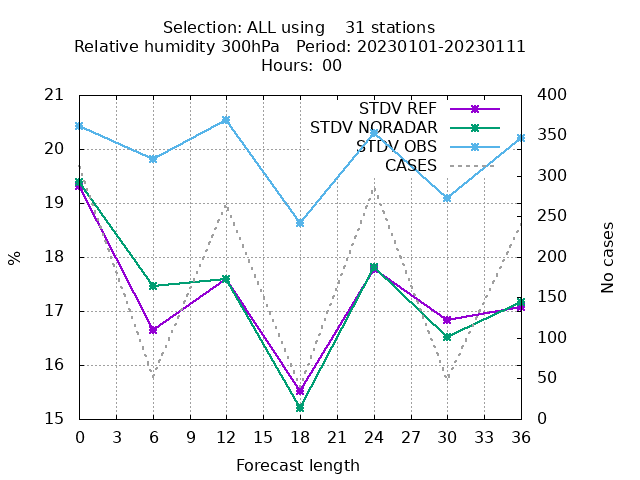 Selection: ALL using    31 stations
Relative humidity 300hPa   Period: 20230101-20230111
Hours: 00
STDV REF
STDV NORADAR
STDV OBS
CASES
%
21
20
19
18
17
16
15
400
350
300
250
200
150
100
50
0
No cases
0 3 6 9 12 15 18 21 24 27 30 33 36
Forecast length